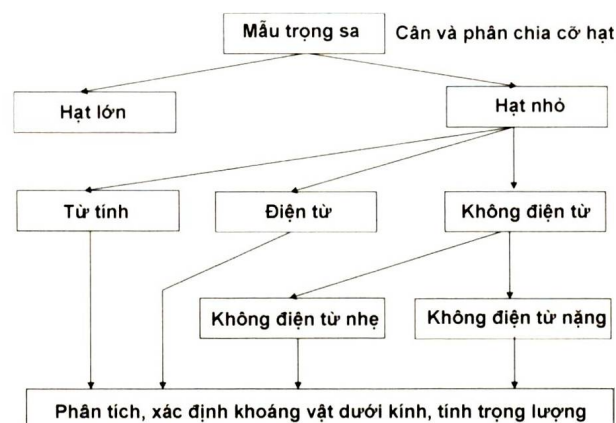 Mẫu trọng sa
Cân và phân chia cỡ hạt
Hạt lớn
Hạt nhỏ
Từ tính
Điện từ
Không điện từ
Không điện từ nhẹ
Không điện từ nặng
Phân tích, xác định khoáng vật dưới kính, tính trọng lượng